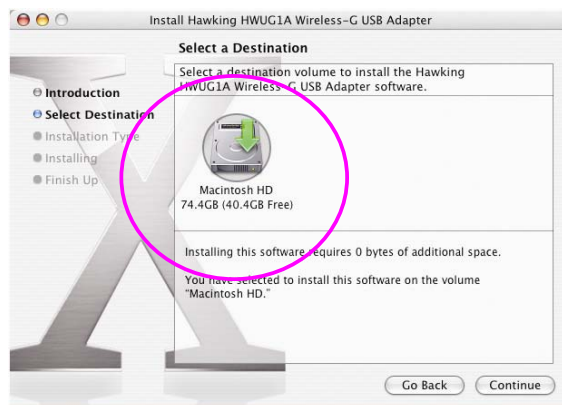 Install Hawking HWUG1A Wireless-G USB Adapter
Select a Destination
Introduction
Select Destination
Installation Type
Installing
Finish Up
Select a destination volume to install the Hawking
HWUG1A Wireless-G USB Adapter software.
Macintosh HD
74.4GB (40.4GB Free)
Installing this software requires 0 bytes of additional space.
You have selected to install this software on the volume
"Macintosh HD."
Go Back
Continue